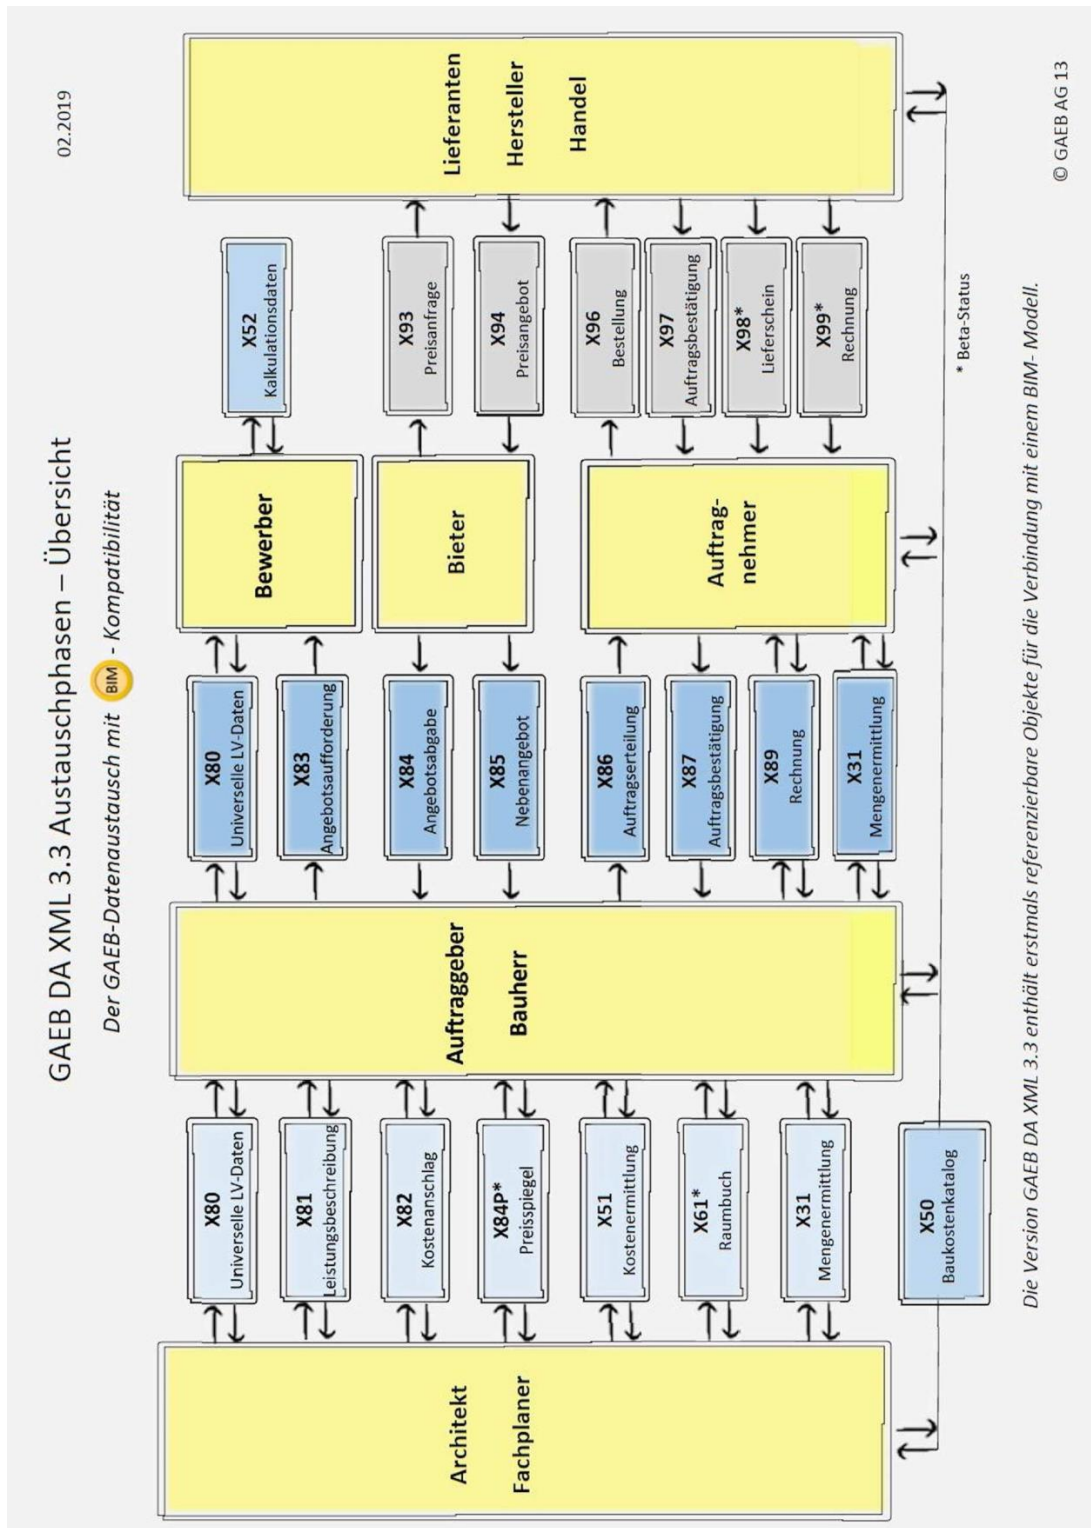 GAEB DA XML 3.3 Austauschphasen – Übersicht
02.2019
Der GAEB-Datenaustausch mit BIM - Kompatibilität
Architekt
Fachplaner
X80
Universelle LV-Daten
X81
Leistungsbeschreibung
X82
Kostenanschlag
X84P*
Preisspiegel
X51
Kostenermittlung
X61*
Raumbuch
X31
Mengenermittlung
X50
Baukostenkatalog
Auftraggeber
Bauherr
X80
Universelle LV-Daten
X83
Angebotsaufforderung
X84
Angebotsabgabe
X85
Nebenangebot
X86
Auftragserteilung
X87
Auftragsbestätigung
X89
Rechnung
X31
Mengenermittlung
Bewerber
Bieter
Auftrag-
nehmer
X52
Kalkulationsdaten
X93
Preisanfrage
X94
Preisangebot
X96
Bestellung
X97
Auftragsbestätigung
X98*
Lieferschein
X99*
Rechnung
Lieferanten
Hersteller
Handel
* Beta-Status
Die Version GAEB DA XML 3.3 enthält erstmals referenzierbare Objekte für die Verbindung mit einem BIM- Modell.
© GAEB AG 13